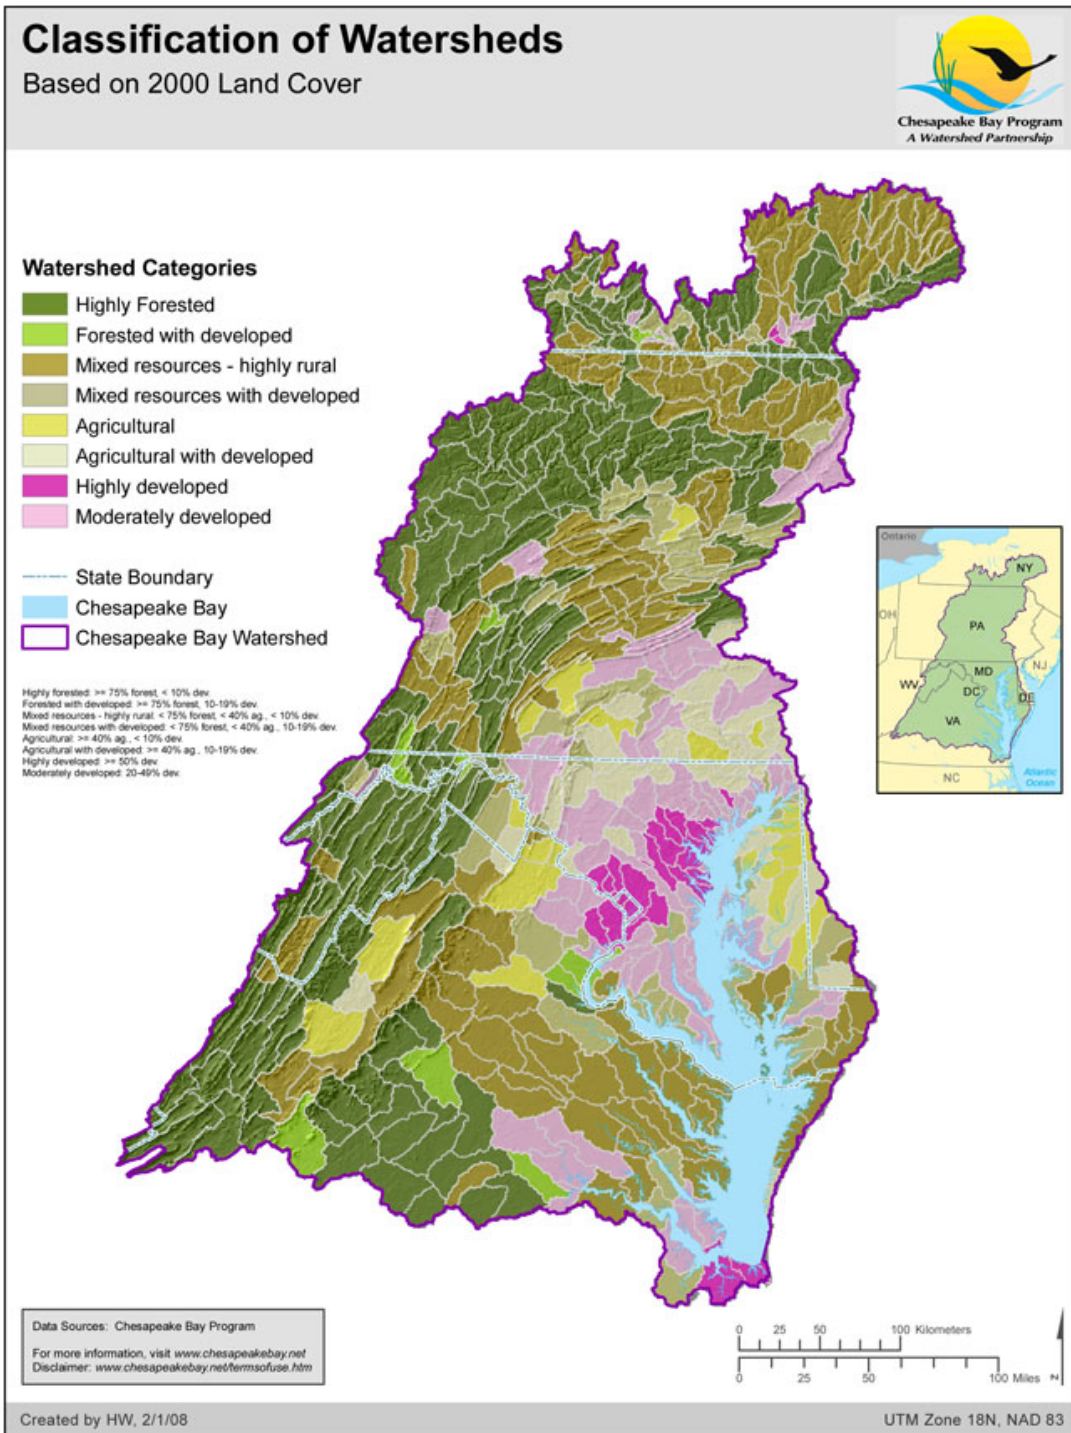 Classification of Watersheds
Based on 2000 Land Cover
Chesapeake Bay Program
A Watershed Partnership
Watershed Categories
Highly Forested
Forested with developed
Mixed resources - highly rural
Mixed resources with developed
Agricultural
Agricultural with developed
Highly developed
Moderately developed
State Boundary
Chesapeake Bay
Chesapeake Bay Watershed
Highly forested: >= 75% forest, < 10% dev.
Forested with developed: >= 75% forest, 10-19% dev.
Mixed resources - highly rural: < 75% forest, < 40% ag., < 10% dev.
Mixed resources with developed: < 75% forest, < 40% ag., 10-19% dev.
Agricultural: >= 40% ag., < 10% dev.
Agricultural with developed: >= 40% ag., 10-19% dev.
Highly developed: >= 50% dev.
Moderately developed: 20-49% dev.
Ontario
NY
OH
PA
NJ
MD
WV
DC
DE
VA
NC
Atlantic
Ocean
Data Sources: Chesapeake Bay Program
For more information, visit www.chesapeakebay.net
Disclaimer: www.chesapeakebay.net/termsofuse.htm
0 25 50 100 Kilometers
0 25 50 100 Miles
N
Created by HW, 2/1/08
UTM Zone 18N, NAD 83